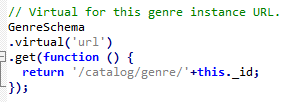 // Virtual for this genre instance URL.
GenreSchema
.virtual('url')
.get(function () {
  return '/catalog/genre/'+this._id;
});